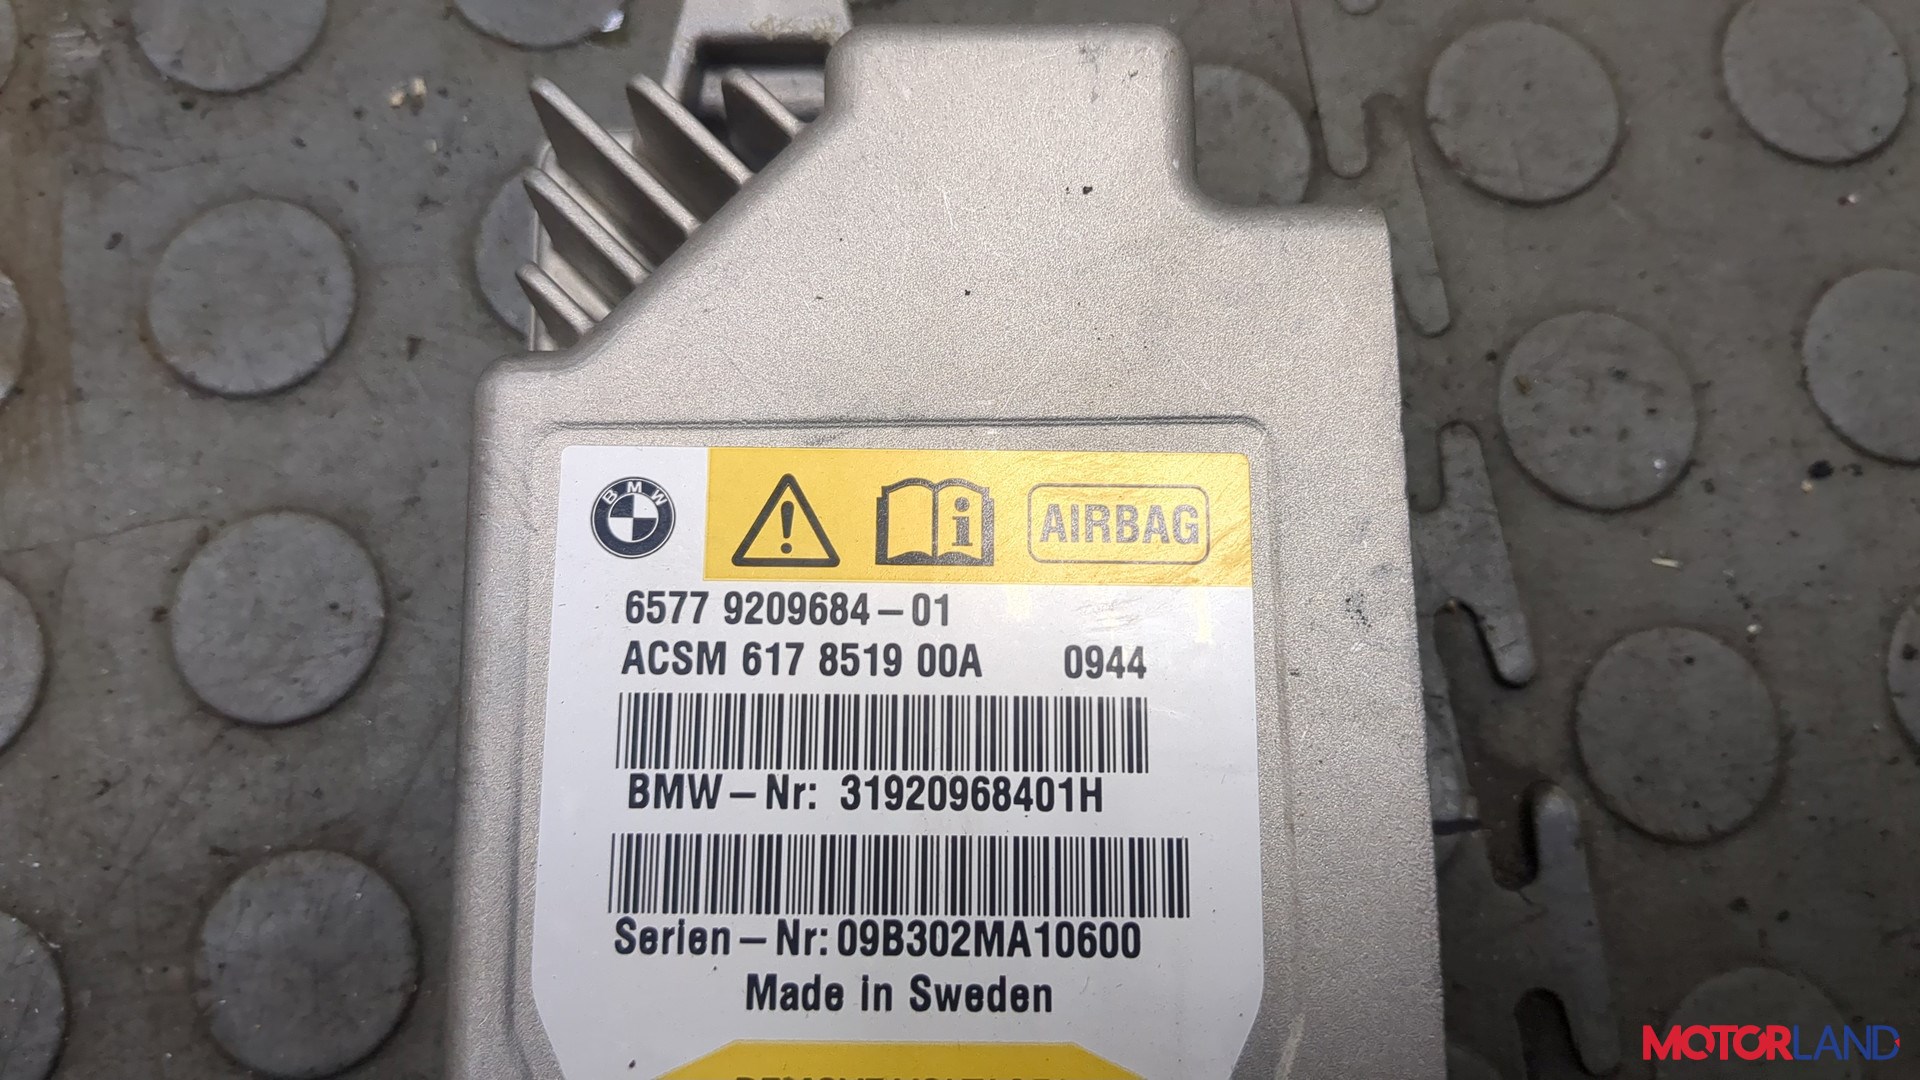 BMW
i
AIRBAG
6577 9209684-01
ACSM 617 8519 00A 0944
BMW-Nr: 31920968401H
Serien-Nr: 09B302MA10600
Made in Sweden
MOTORLAND